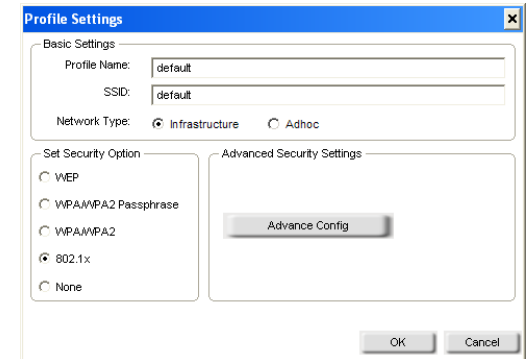 Profile Settings
Basic Settings
Profile Name: default
SSID: default
Network Type: Infrastructure Adhoc
Set Security Option
WEP
WPA/WPA2 Passphrase
WPA/WPA2
802.1x
None
Advanced Security Settings
Advance Config
OK Cancel